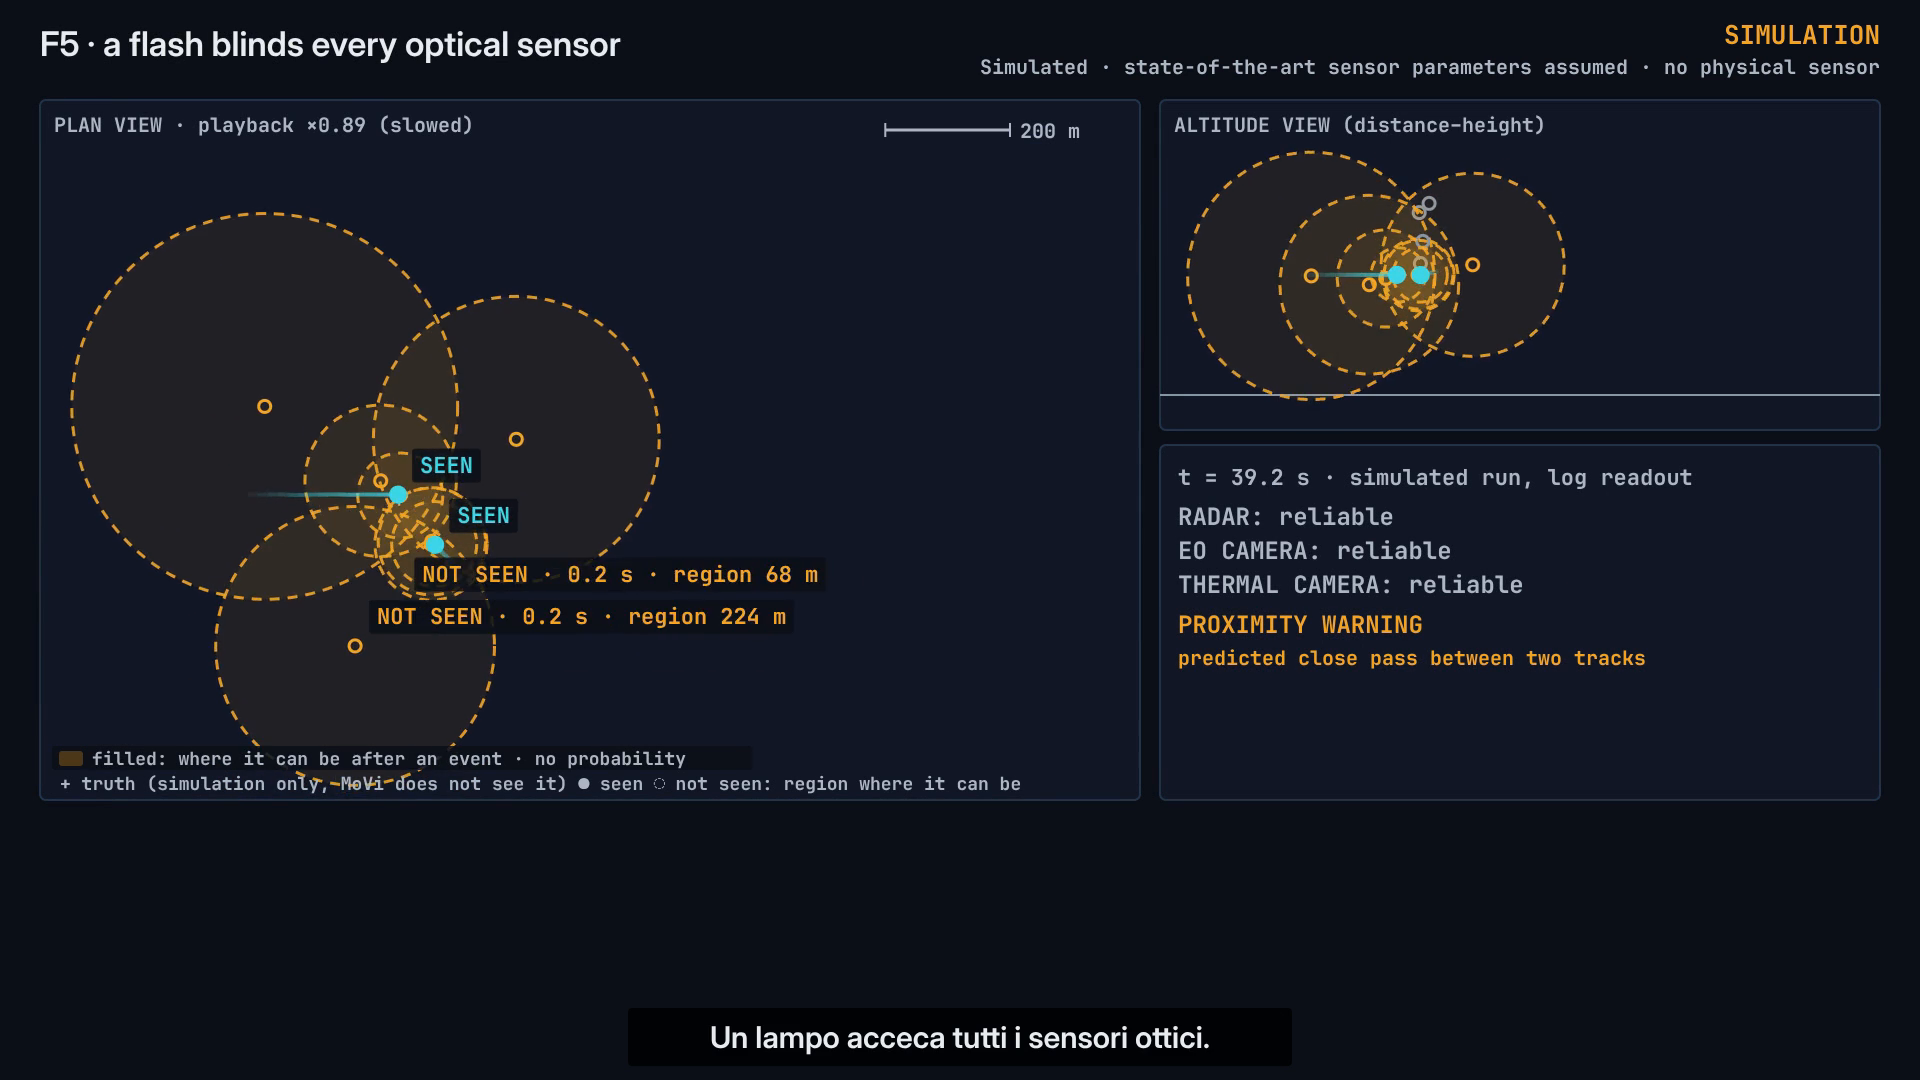 F5 · a flash blinds every optical sensor
SIMULATION
Simulated · state-of-the-art sensor parameters assumed · no physical sensor
PLAN VIEW · playback ×0.89 (slowed)
200 m
SEEN
SEEN
NOT SEEN · 0.2 s · region 68 m
NOT SEEN · 0.2 s · region 224 m
filled: where it can be after an event · no probability
+ truth (simulation only, MoVi does not see it) ● seen ◌ not seen: region where it can be
ALTITUDE VIEW (distance-height)
t = 39.2 s · simulated run, log readout
RADAR: reliable
EO CAMERA: reliable
THERMAL CAMERA: reliable
PROXIMITY WARNING
predicted close pass between two tracks
Un lampo acceca tutti i sensori ottici.